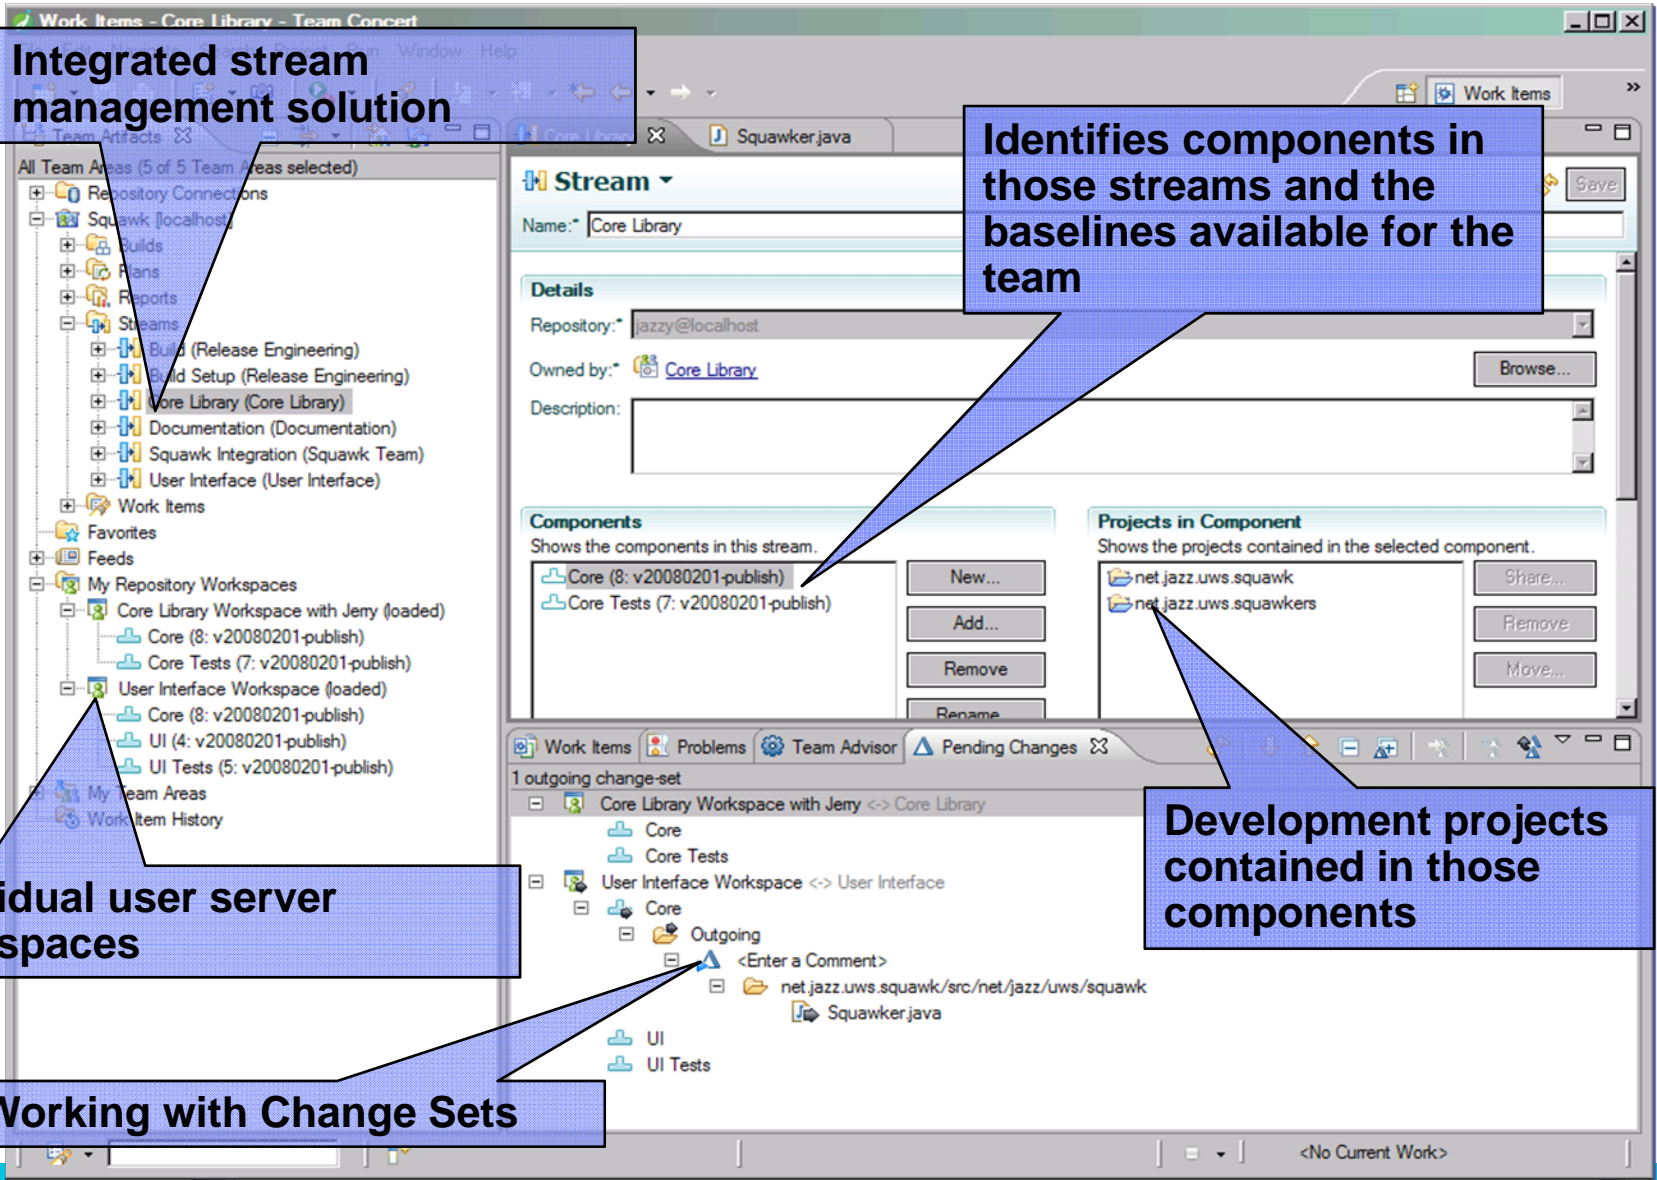 Work Items - Core Library - Team Concert
Window Help
Integrated stream
management solution
Work Items
»
Team Artifacts
Core Library
Squawker.java
Identifies components in
those streams and the
baselines available for the
team
All Team Areas (5 of 5 Team Areas selected)
Repository Connections
Squawk [localhost]
Builds
Plans
Reports
Streams
Build (Release Engineering)
Build Setup (Release Engineering)
Core Library (Core Library)
Documentation (Documentation)
Squawk Integration (Squawk Team)
User Interface (User Interface)
Work Items
Favorites
Feeds
My Repository Workspaces
Core Library Workspace with Jerry (loaded)
Core (8: v20080201-publish)
Core Tests (7: v20080201-publish)
User Interface Workspace (loaded)
Core (8: v20080201-publish)
UI (4: v20080201-publish)
UI Tests (5: v20080201-publish)
My Team Areas
Work Item History
Stream
Save
Name:* Core Library
Details
Repository:* jazzy@localhost
Owned by:* Core Library
Browse...
Description:
Components
Shows the components in this stream.
Core (8: v20080201-publish)
Core Tests (7: v20080201-publish)
New...
Add...
Remove
Rename
Projects in Component
Shows the projects contained in the selected component.
net.jazz.uws.squawk
net.jazz.uws.squawkers
Share...
Remove
Move...
Work Items Problems Team Advisor Pending Changes
1 outgoing change-set
Core Library Workspace with Jerry <-> Core Library
Core
Core Tests
User Interface Workspace <-> User Interface
Core
Outgoing
<Enter a Comment>
net.jazz.uws.squawk/src/net/jazz/uws/squawk
Squawker.java
UI
UI Tests
Development projects
contained in those
components
idual user server
spaces
Working with Change Sets
<No Current Work>